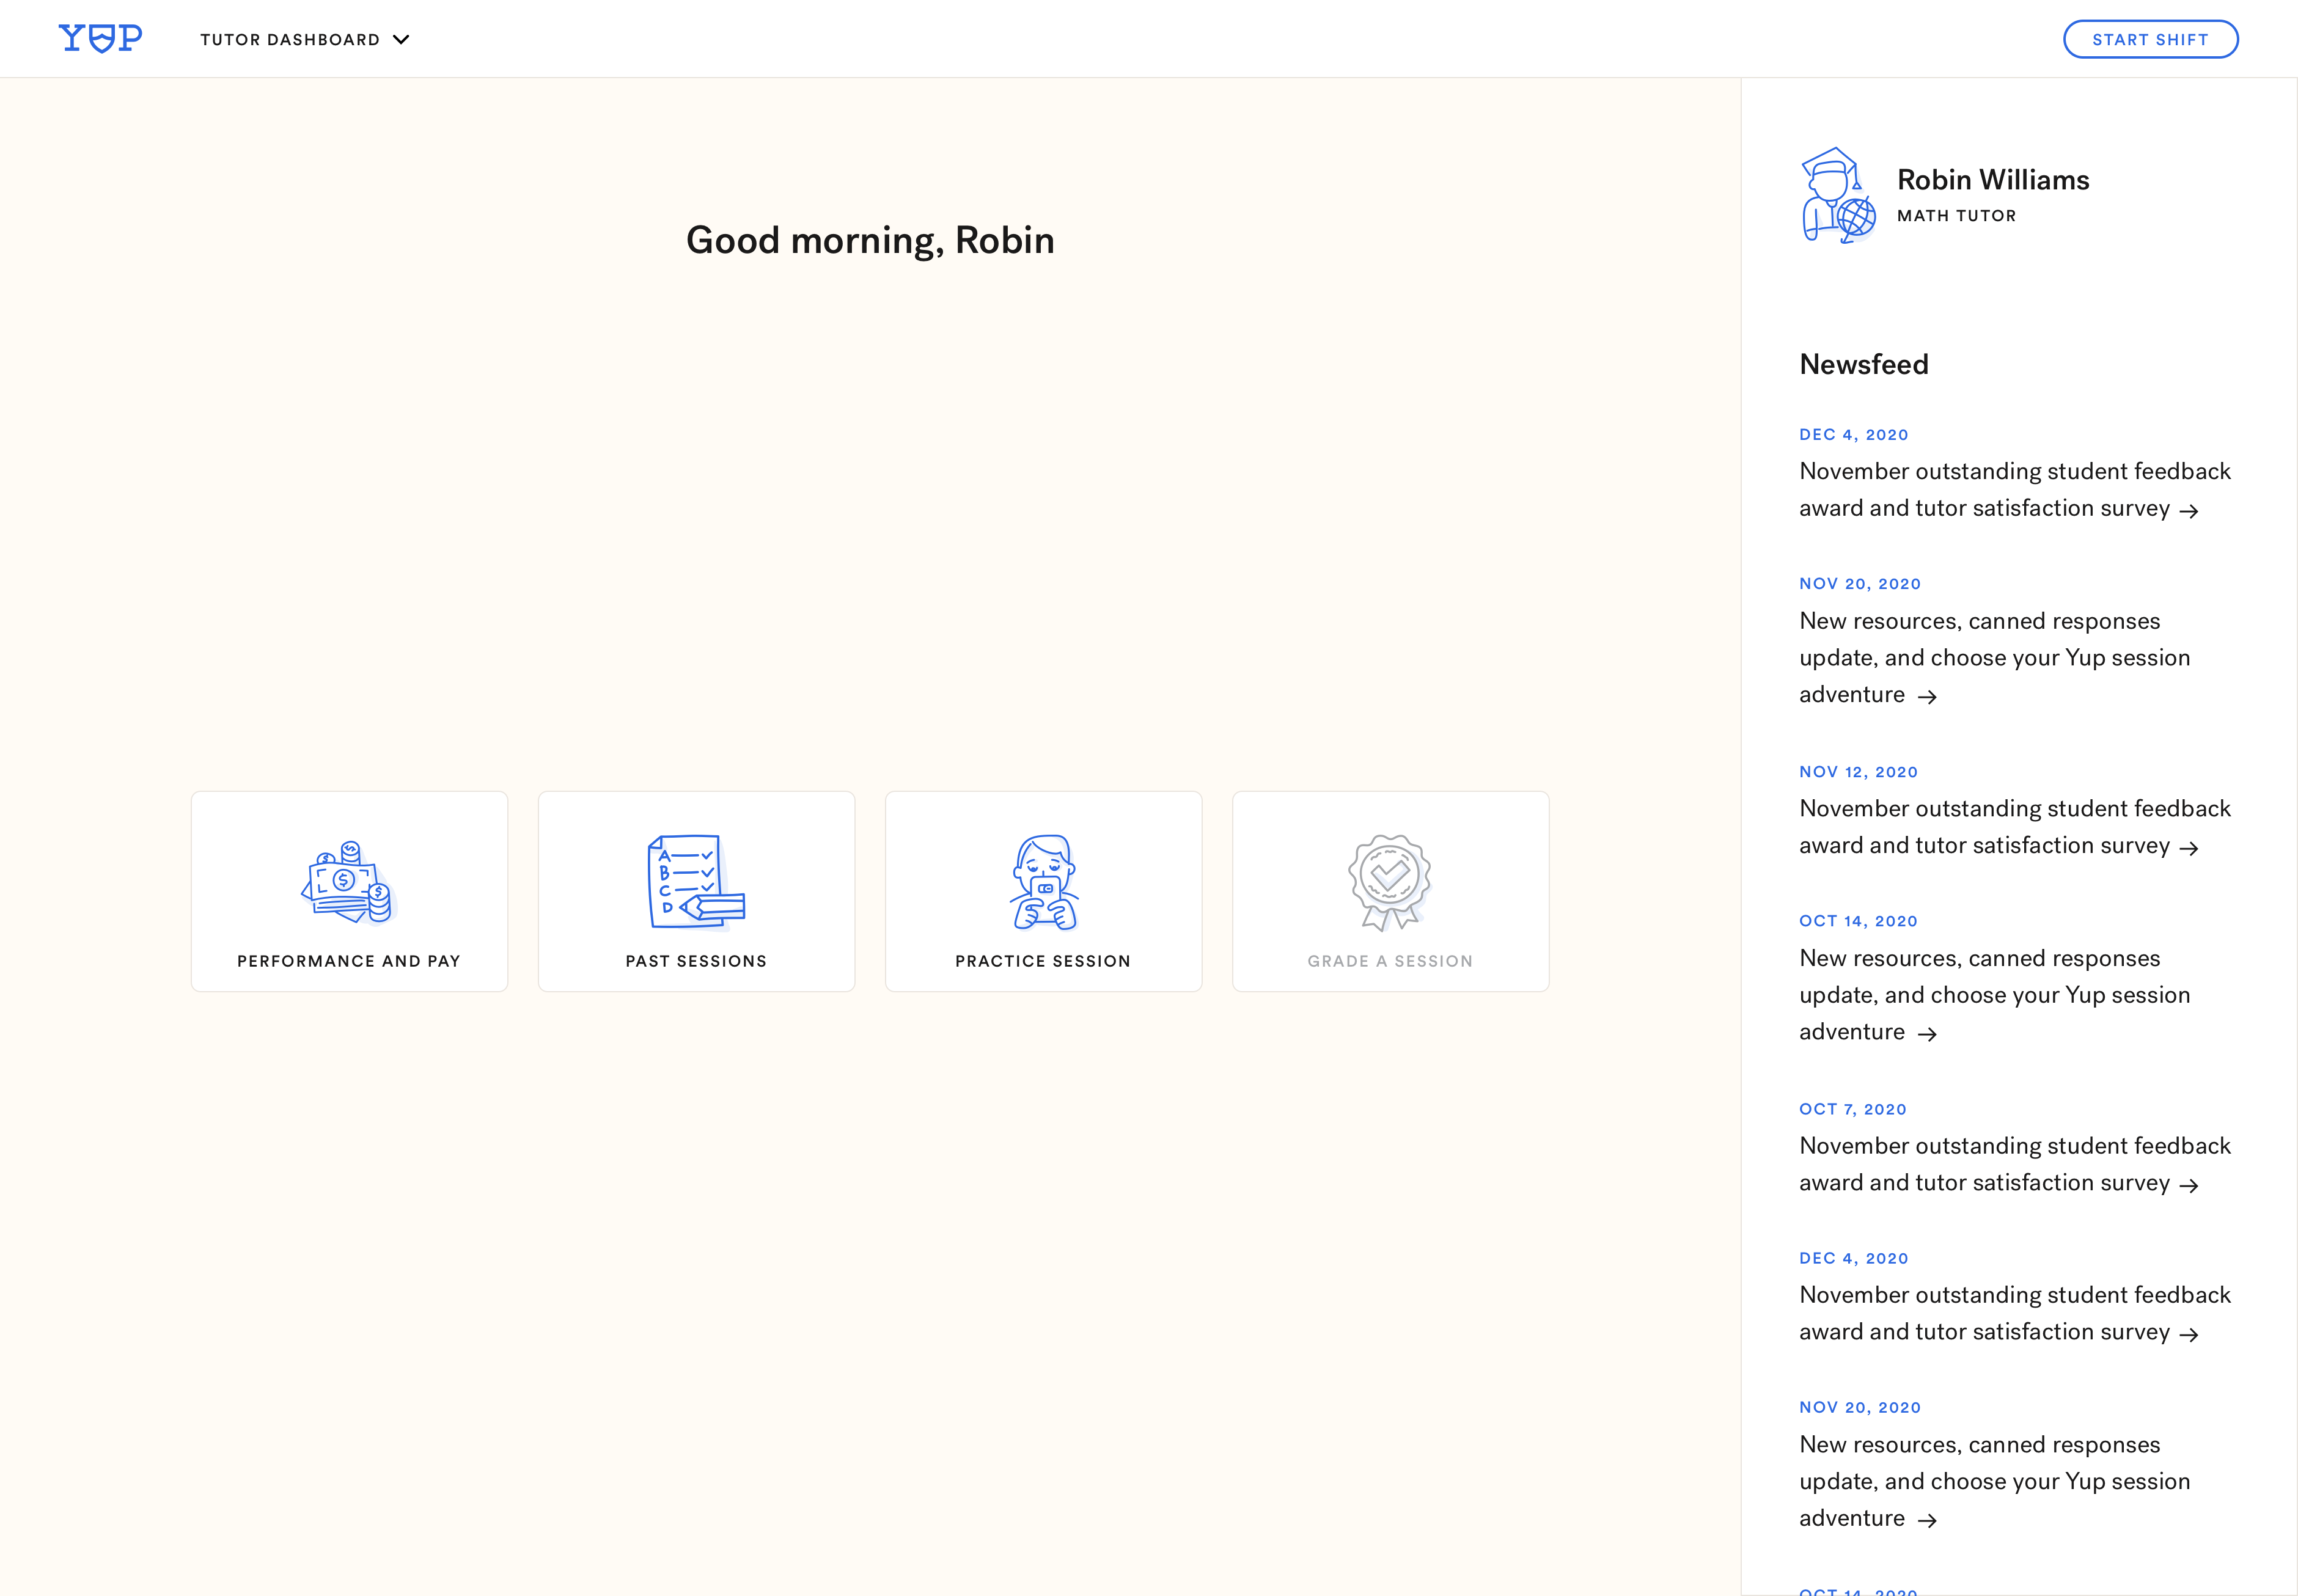 YUP
TUTOR DASHBOARD
START SHIFT
Good morning, Robin
A
B
C
D
PERFORMANCE AND PAY
PAST SESSIONS
PRACTICE SESSION
GRADE A SESSION
Robin Williams
MATH TUTOR
Newsfeed
DEC 4, 2020
November outstanding student feedback
award and tutor satisfaction survey →
NOV 20, 2020
New resources, canned responses
update, and choose your Yup session
adventure →
NOV 12, 2020
November outstanding student feedback
award and tutor satisfaction survey →
OCT 14, 2020
New resources, canned responses
update, and choose your Yup session
adventure →
OCT 7, 2020
November outstanding student feedback
award and tutor satisfaction survey →
DEC 4, 2020
November outstanding student feedback
award and tutor satisfaction survey →
NOV 20, 2020
New resources, canned responses
update, and choose your Yup session
adventure →
OCT 14, 2020